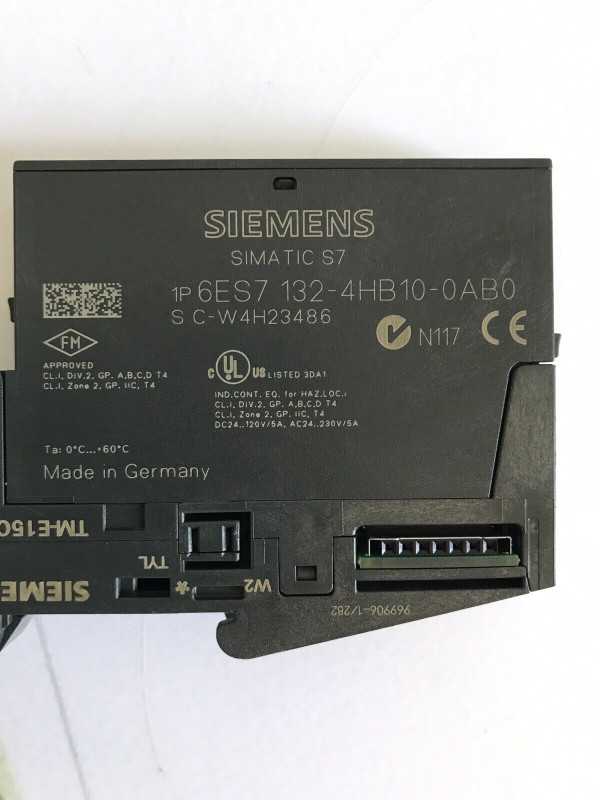 SIEMENS
SIMATIC S7
1P 6ES7 132-4HB10-0AB0
S C-W4H23486
N117 CE
FM
APPROVED
CL.I, DIV.2, GP. A,B,C,D T4
CL.I, Zone 2, GP. IIC, T4
C UL US LISTED 3DA1
IND.CONT. EQ. for HAZ.LOC.:
CL.I, DIV.2, GP. A,B,C,D T4
CL.I, Zone 2, GP. IIC, T4
DC24..120V/5A, AC24..230V/5A
Ta: 0°C...+60°C
Made in Germany
TM-E15
TYL
W2
*
SIEME
969906-1/282